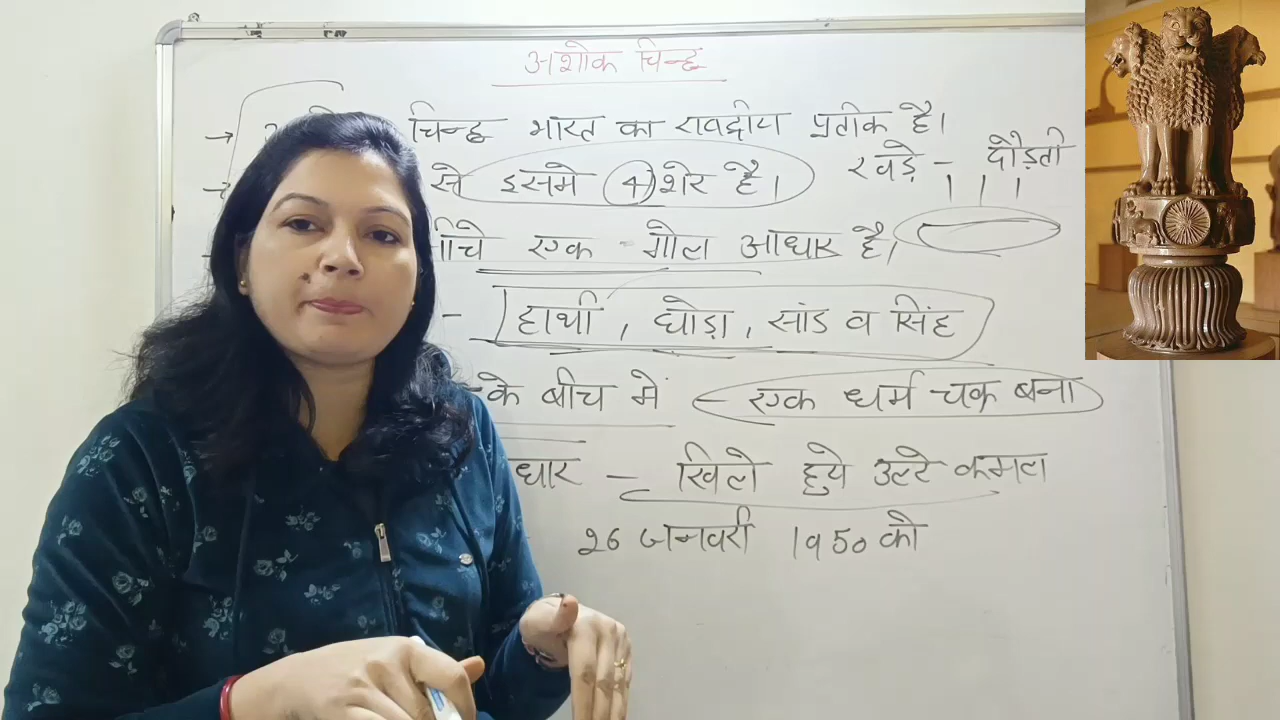 अशोक चिन्ह
→ चिन्ह भारत का राष्ट्रीय प्रतीक है।
से इसमे 4 शेर है। खड़े - दौड़ती
नीचे एक गोल आधार है।
- हाथी, घोड़ा, सांड व सिंह
के बीच में - एक धर्म चक्र बना
धार - खिले हुये उल्टे कमल
26 जनवरी 1950 को